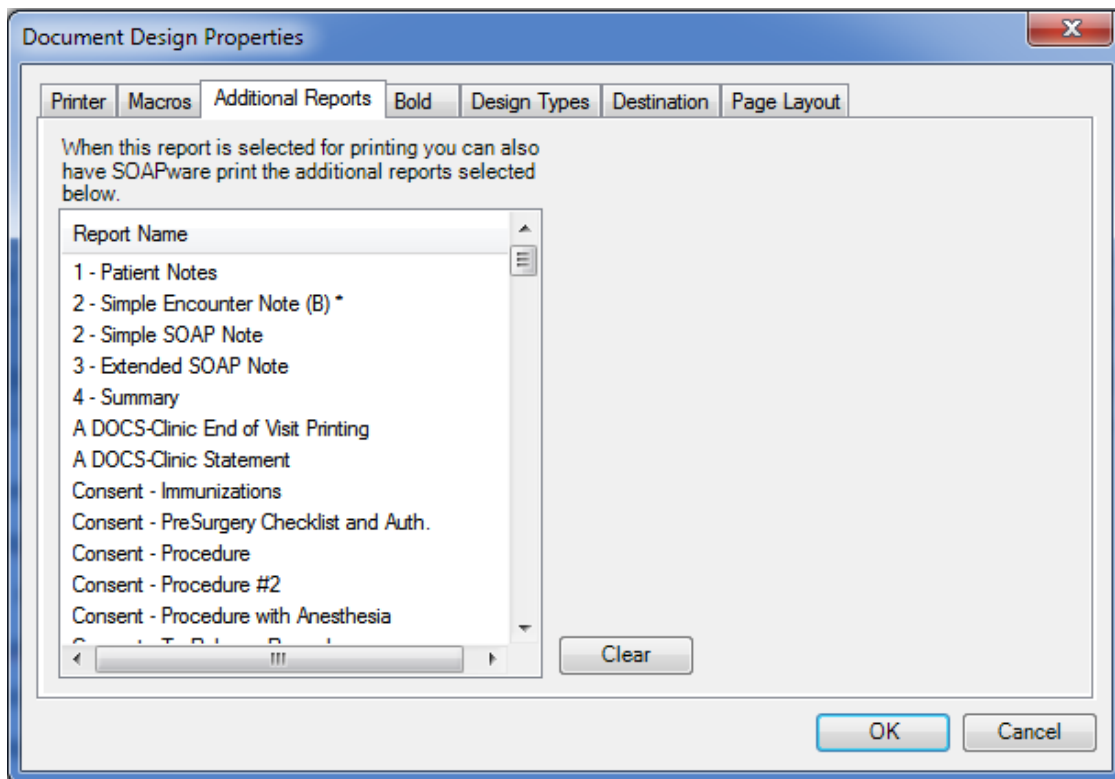 Document Design Properties
Printer Macros Additional Reports Bold Design Types Destination Page Layout
When this report is selected for printing you can also
have SOAPware print the additional reports selected
below.
Report Name
1 - Patient Notes
2 - Simple Encounter Note (B) *
2 - Simple SOAP Note
3 - Extended SOAP Note
4 - Summary
A DOCS-Clinic End of Visit Printing
A DOCS-Clinic Statement
Consent - Immunizations
Consent - PreSurgery Checklist and Auth.
Consent - Procedure
Consent - Procedure #2
Consent - Procedure with Anesthesia
Clear
OK Cancel